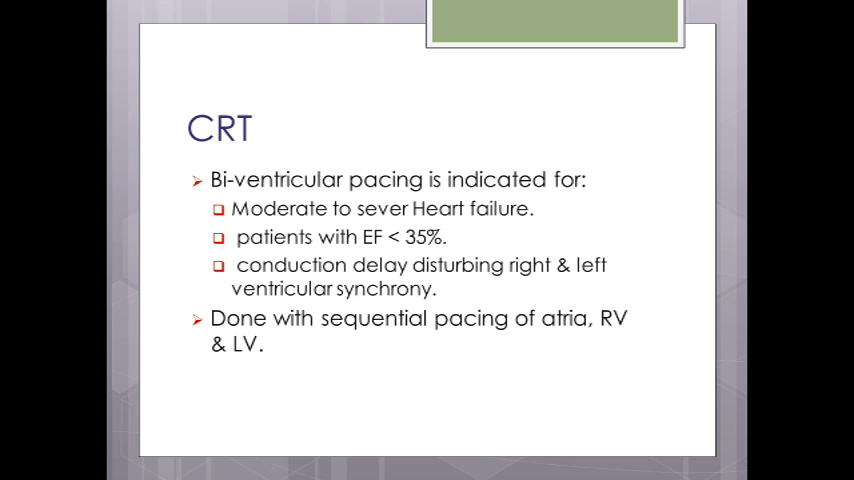 CRT
Bi-ventricular pacing is indicated for:
Moderate to sever Heart failure.
patients with EF < 35%.
conduction delay disturbing right & left
ventricular synchrony.
Done with sequential pacing of atria, RV
& LV.